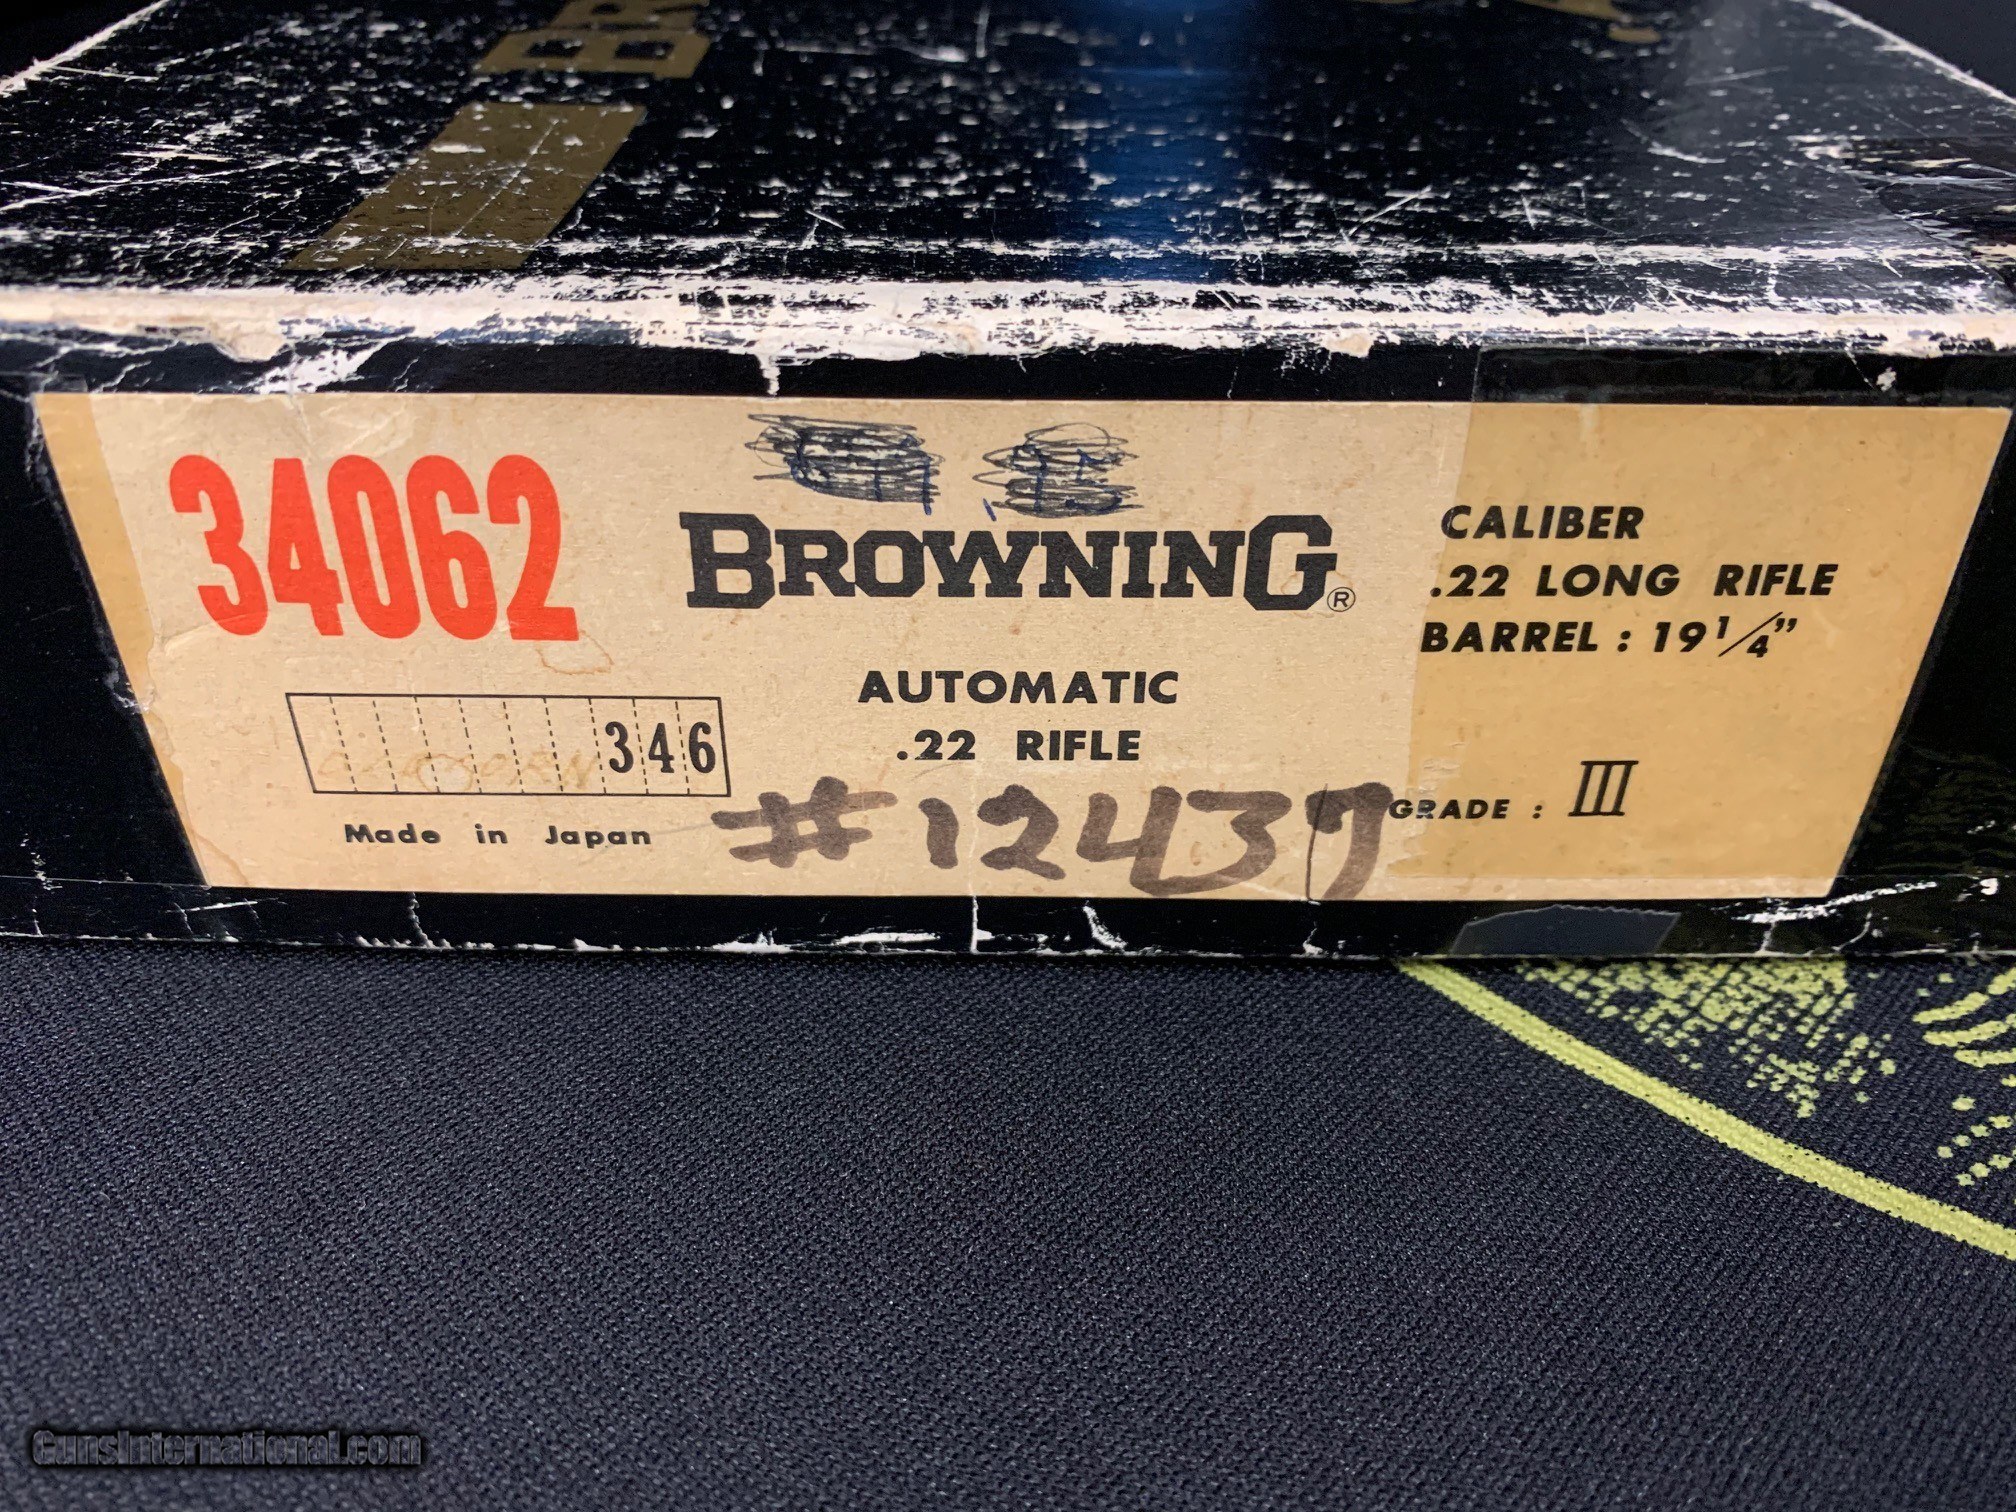 BR
34062
BROWNING®
AUTOMATIC
.22 RIFLE
CALIBER
.22 LONG RIFLE
BARREL : 19 1/4”
GRADE : III
346
Made in Japan
#12437
GunsInternational.com